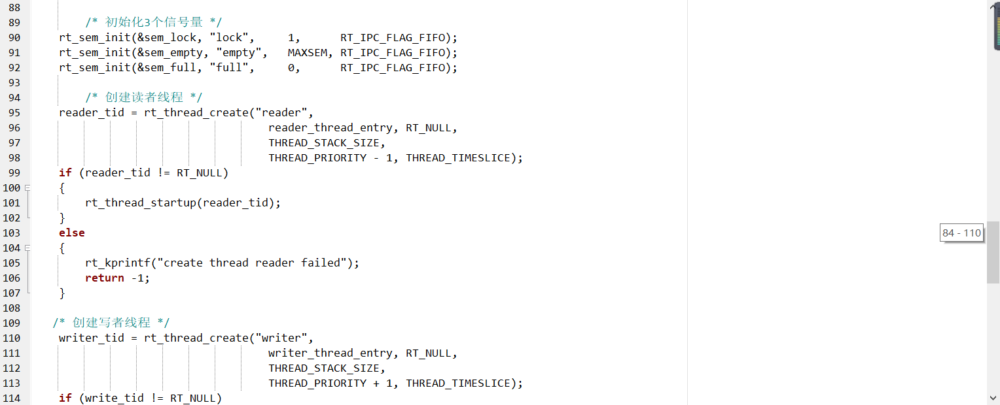 88
89 /* 初始化3个信号量 */
90 rt_sem_init(&sem_lock, "lock", 1, RT_IPC_FLAG_FIFO);
91 rt_sem_init(&sem_empty, "empty", MAXSEM, RT_IPC_FLAG_FIFO);
92 rt_sem_init(&sem_full, "full", 0, RT_IPC_FLAG_FIFO);
93
94 /* 创建读者线程 */
95 reader_tid = rt_thread_create("reader",
96 reader_thread_entry, RT_NULL,
97 THREAD_STACK_SIZE,
98 THREAD_PRIORITY - 1, THREAD_TIMESLICE);
99 if (reader_tid != RT_NULL)
100 {
101 rt_thread_startup(reader_tid);
102 }
103 else
104 {
105 rt_kprintf("create thread reader failed");
106 return -1;
107 }
108
109 /* 创建写者线程 */
110 writer_tid = rt_thread_create("writer",
111 writer_thread_entry, RT_NULL,
112 THREAD_STACK_SIZE,
113 THREAD_PRIORITY + 1, THREAD_TIMESLICE);
114 if (write_tid != RT_NULL)
84 - 110